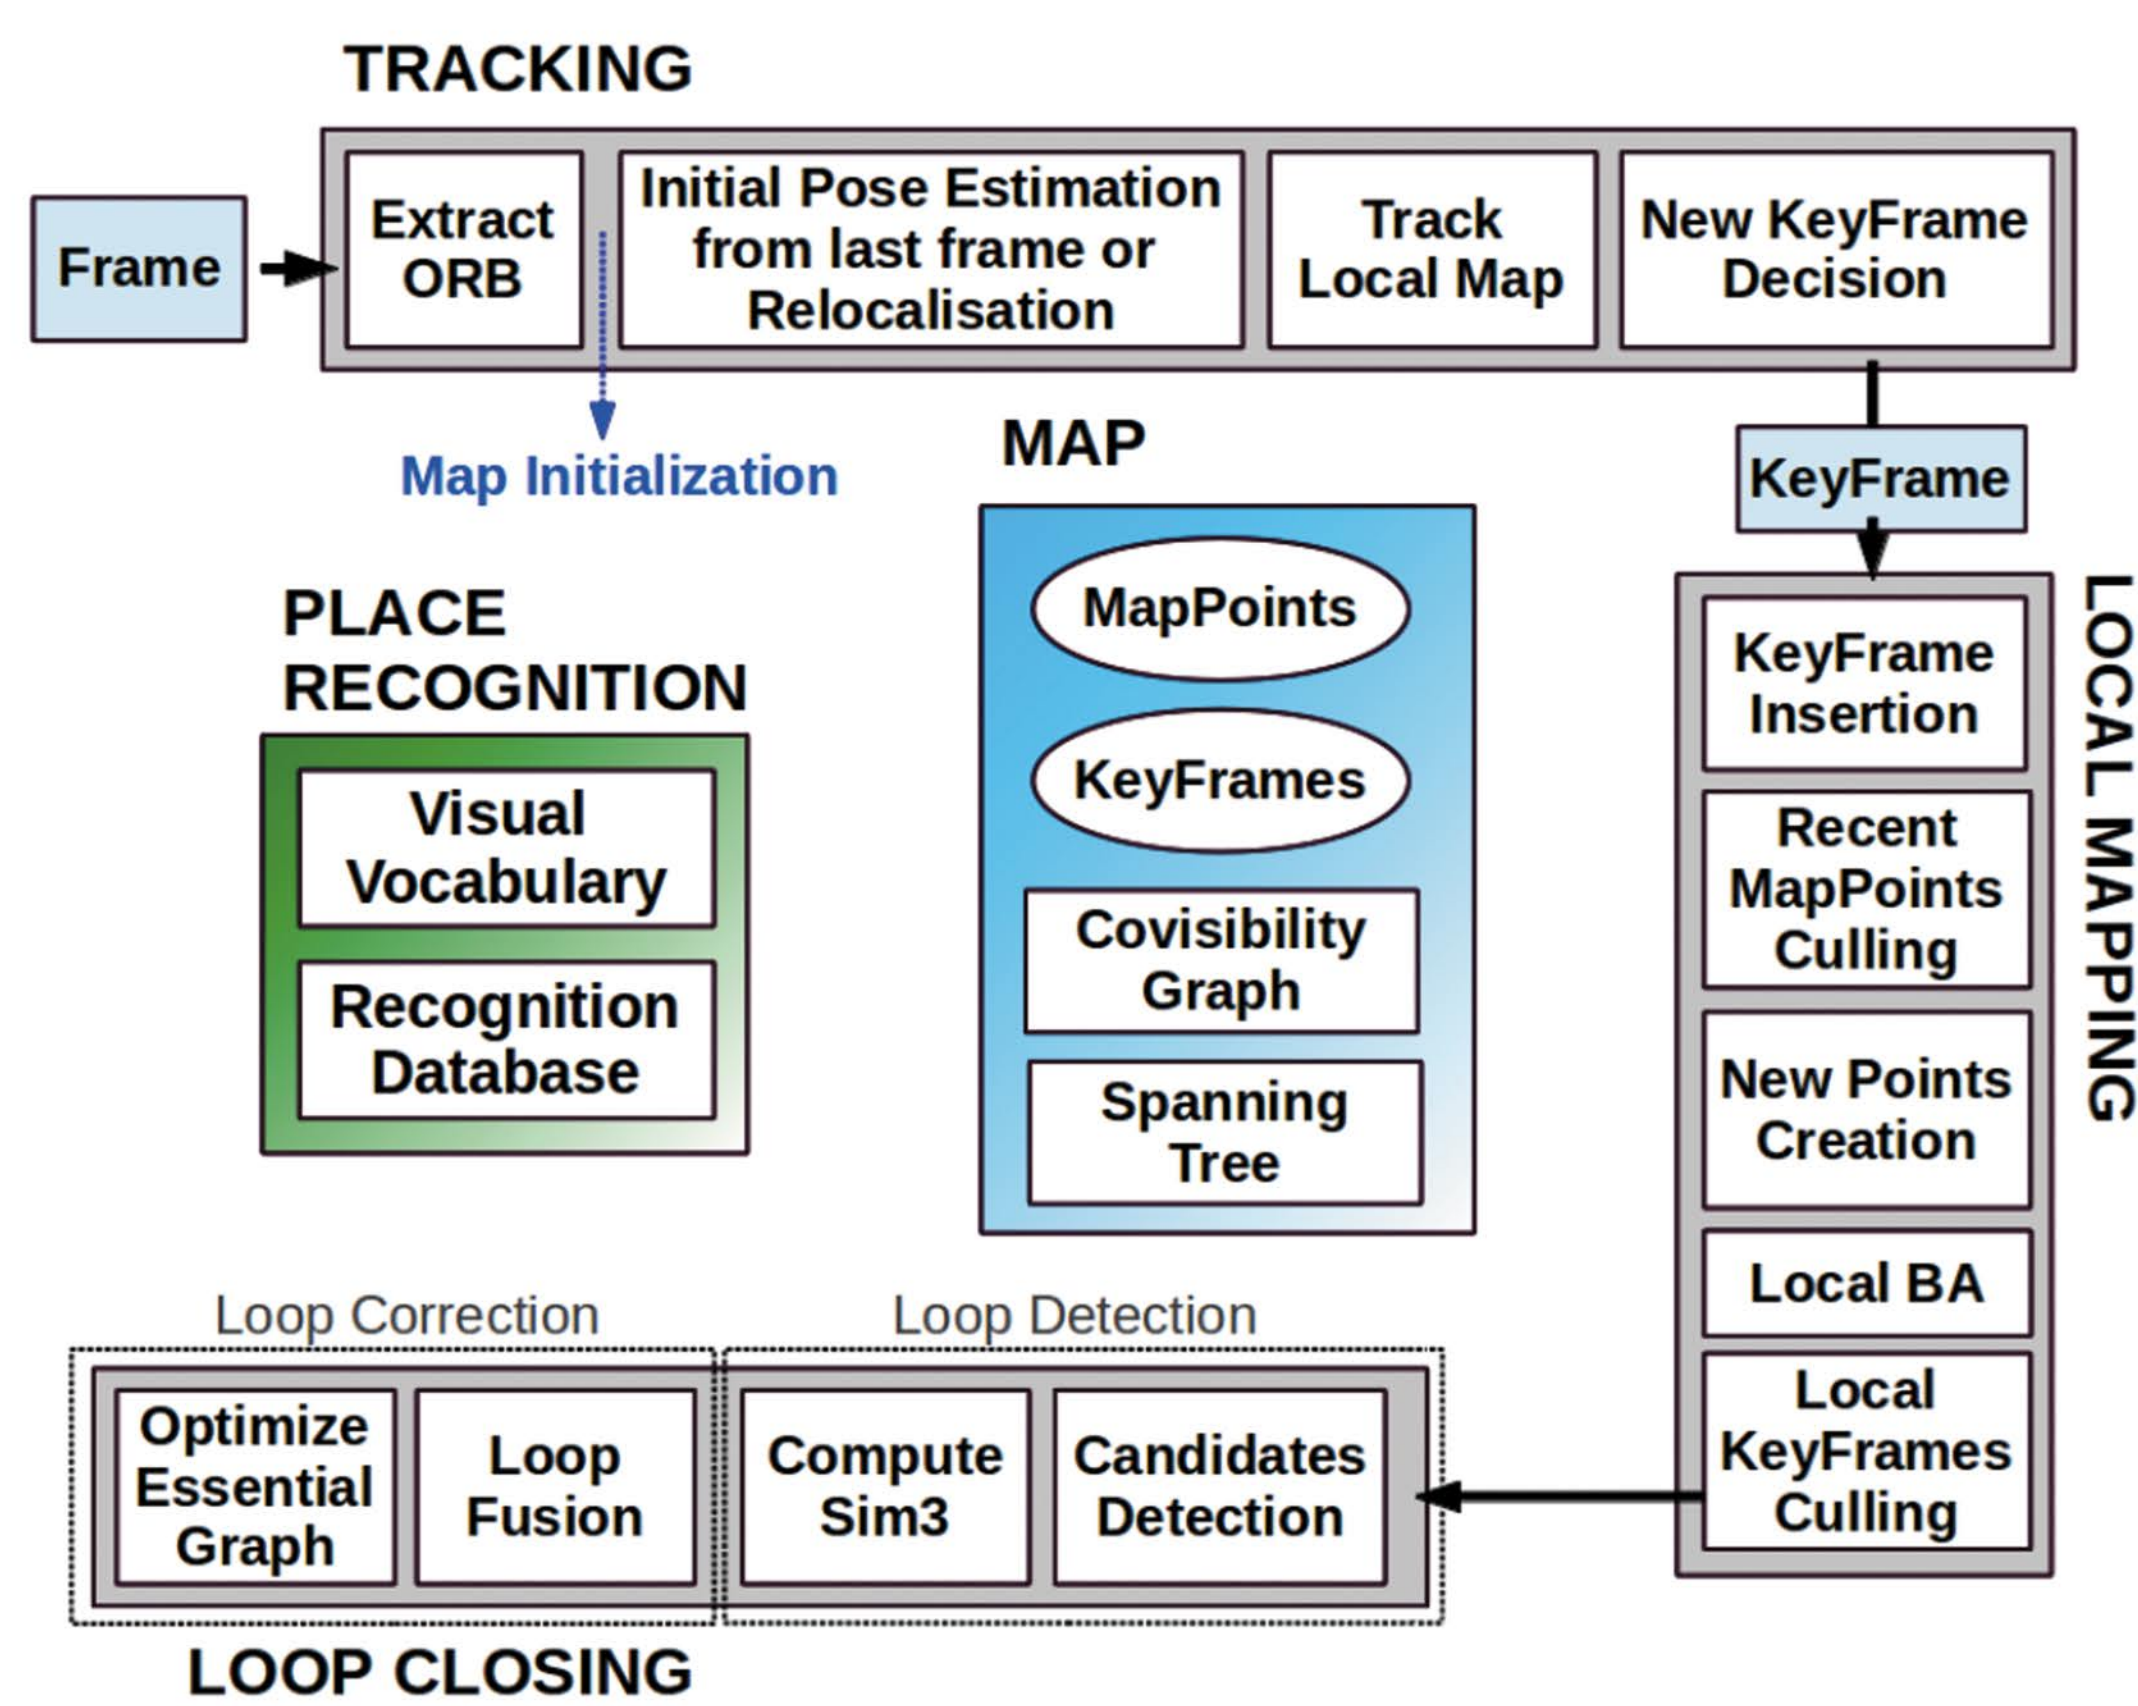 TRACKING
Frame
Extract
ORB
Initial Pose Estimation
from last frame or
Relocalisation
Track
Local Map
New KeyFrame
Decision
Map Initialization
MAP
KeyFrame
PLACE
RECOGNITION
Visual
Vocabulary
Recognition
Database
MapPoints
KeyFrames
Covisibility
Graph
Spanning
Tree
LOCAL MAPPING
KeyFrame
Insertion
Recent
MapPoints
Culling
New Points
Creation
Local BA
Local
KeyFrames
Culling
Loop Correction
Loop Detection
Optimize
Essential
Graph
Loop
Fusion
Compute
Sim3
Candidates
Detection
LOOP CLOSING